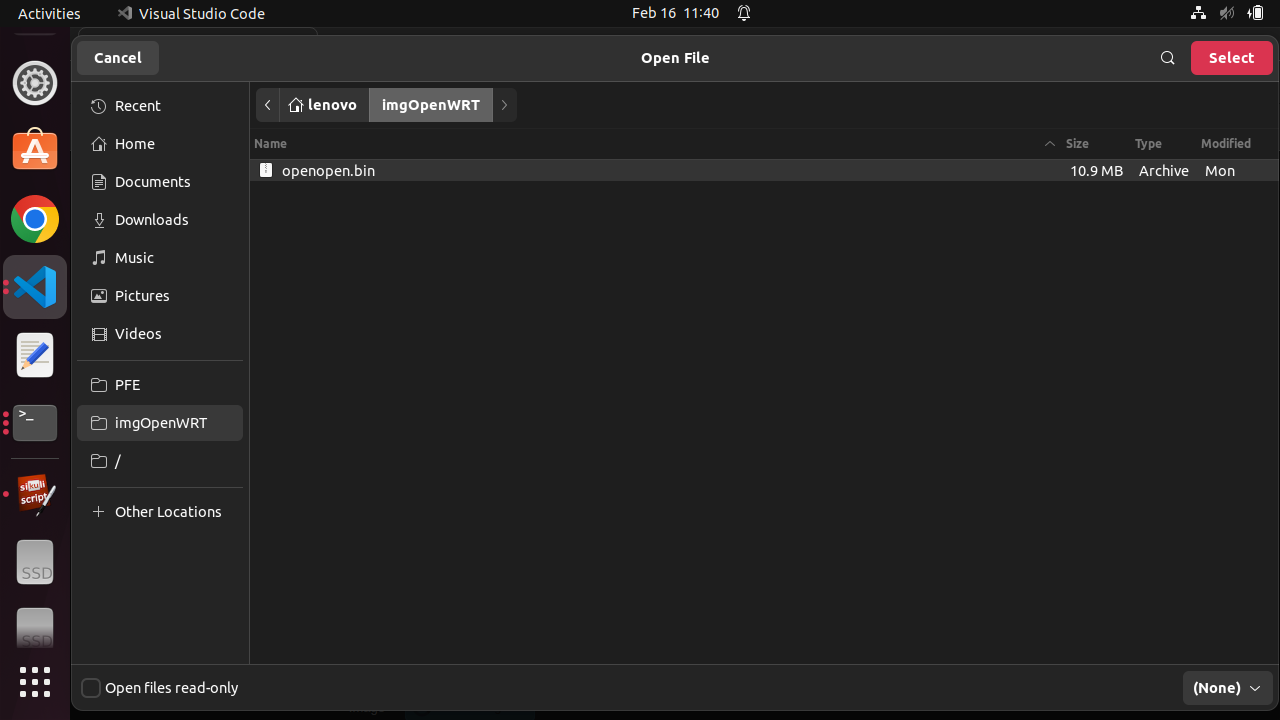 Activities Visual Studio Code Feb 16 11:40
Cancel Open File Select
Recent
Home
Documents
Downloads
Music
Pictures
Videos
PFE
imgOpenWRT
/
Other Locations
lenovo imgOpenWRT
Name Size Type Modified
openopen.bin 10.9 MB Archive Mon
>_
sikuli
script
SSD
SSD
Open files read-only (None)